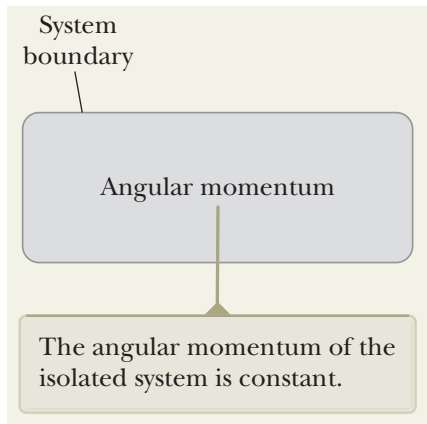 System
boundary
Angular momentum
The angular momentum of the
isolated system is constant.